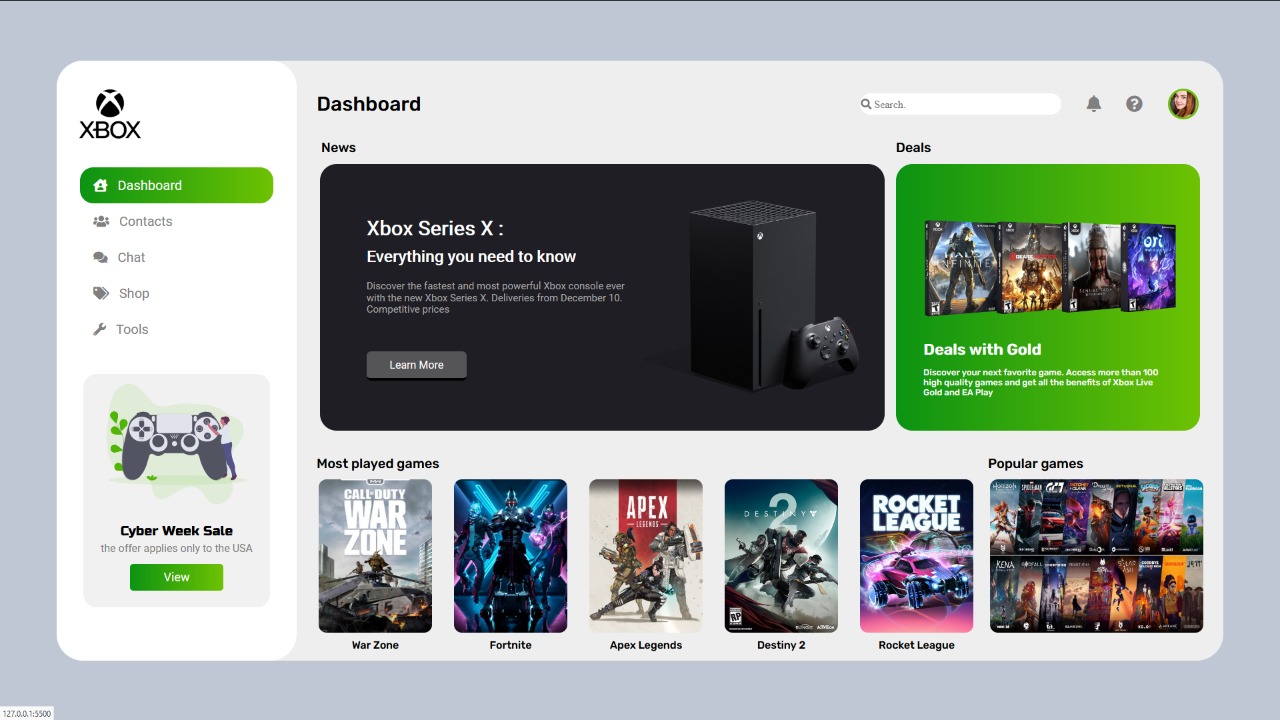 XBOX
Dashboard
Contacts
Chat
Shop
Tools
Cyber Week Sale
the offer applies only to the USA
View
Dashboard
Search.
News
Xbox Series X :
Everything you need to know
Discover the fastest and most powerful Xbox console ever
with the new Xbox Series X. Deliveries from December 10.
Competitive prices
Learn More
Deals
HALO
INFINITE
GEARS
ori
Deals with Gold
Discover your next favorite game. Access more than 100
high quality games and get all the benefits of Xbox Live
Gold and EA Play
Most played games
CALL OF DUTY
WAR
ZONE
War Zone
Fortnite
APEX
LEGENDS
Apex Legends
DESTINY
2
Destiny 2
ROCKET
LEAGUE
Rocket League
Popular games
KENA
127.0.0.1:5500